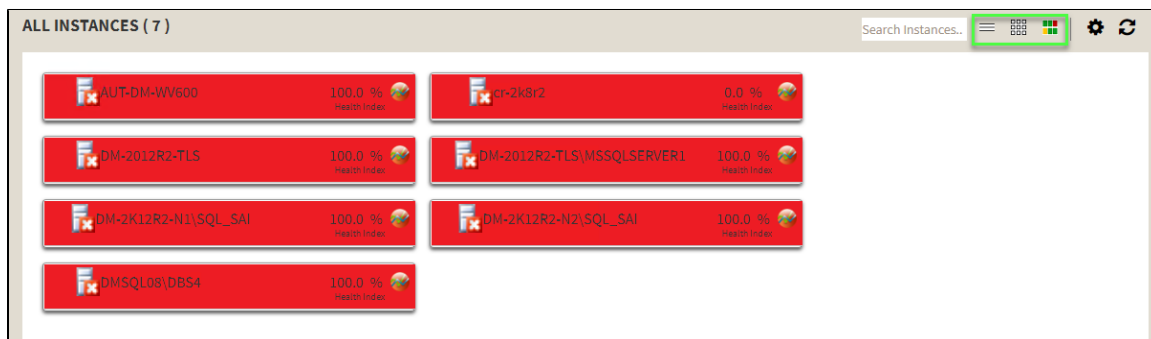 ALL INSTANCES ( 7 )
Search Instances..
AUT-DM-WV600 100.0 %
Health Index
cr-2k8r2 0.0 %
Health Index
DM-2012R2-TLS 100.0 %
Health Index
DM-2012R2-TLS\MSSQLSERVER1 100.0 %
Health Index
DM-2K12R2-N1\SQL_SAI 100.0 %
Health Index
DM-2K12R2-N2\SQL_SAI 100.0 %
Health Index
DMSQL08\DBS4 100.0 %
Health Index